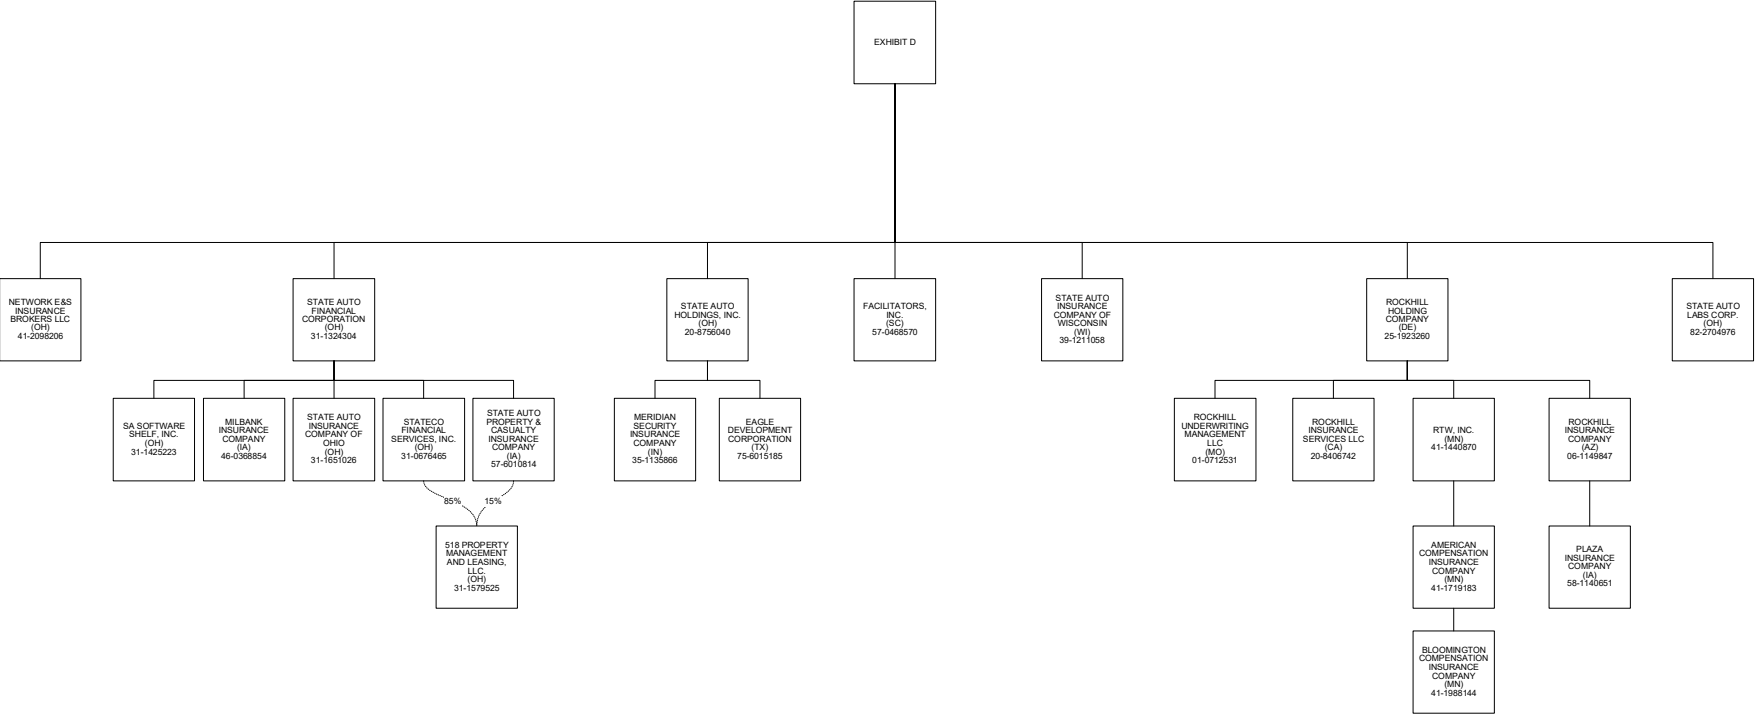 EXHIBIT D
NETWORK E&S
INSURANCE
BROKERS LLC
(OH)
41-2098206
STATE AUTO
FINANCIAL
CORPORATION
(OH)
31-1324304
STATE AUTO
HOLDINGS, INC.
(OH)
20-8756040
FACILITATORS,
INC.
(SC)
57-0468570
STATE AUTO
INSURANCE
COMPANY OF
WISCONSIN
(WI)
39-1211058
ROCKHILL
HOLDING
COMPANY
(DE)
25-1923260
STATE AUTO
LABS CORP.
(OH)
82-2704976
SA SOFTWARE
SHELF, INC.
(OH)
31-1425223
MILBANK
INSURANCE
COMPANY
(IA)
46-0368854
STATE AUTO
INSURANCE
COMPANY OF
OHIO
(OH)
31-1651026
STATECO
FINANCIAL
SERVICES, INC.
(OH)
31-0676465
STATE AUTO
PROPERTY &
CASUALTY
INSURANCE
COMPANY
(IA)
57-6010814
MERIDIAN
SECURITY
INSURANCE
COMPANY
(IN)
35-1135866
EAGLE
DEVELOPMENT
CORPORATION
(TX)
75-6015185
ROCKHILL
UNDERWRITING
MANAGEMENT
LLC
(MO)
01-0712531
ROCKHILL
INSURANCE
SERVICES LLC
(CA)
20-8406742
RTW, INC.
(MN)
41-1440870
ROCKHILL
INSURANCE
COMPANY
(AZ)
06-1149847
85%
15%
518 PROPERTY
MANAGEMENT
AND LEASING,
LLC.
(OH)
31-1579525
AMERICAN
COMPENSATION
INSURANCE
COMPANY
(MN)
41-1719183
PLAZA
INSURANCE
COMPANY
(IA)
58-1140651
BLOOMINGTON
COMPENSATION
INSURANCE
COMPANY
(MN)
41-1988144